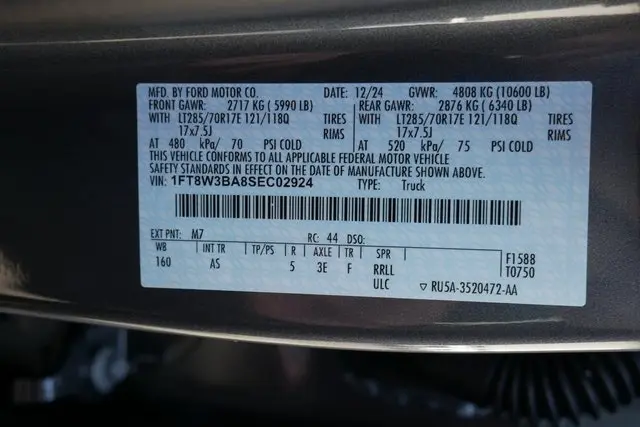 MFD. BY FORD MOTOR CO. DATE: 12/24 GVWR: 4808 KG (10600 LB)
FRONT GAWR: 2717 KG ( 5990 LB) REAR GAWR: 2876 KG ( 6340 LB)
WITH LT285/70R17E 121/118Q TIRES WITH LT285/70R17E 121/118Q TIRES
17x7.5J RIMS 17x7.5J RIMS
AT 480 kPa/ 70 PSI COLD AT 520 kPa/ 75 PSI COLD
THIS VEHICLE CONFORMS TO ALL APPLICABLE FEDERAL MOTOR VEHICLE
SAFETY STANDARDS IN EFFECT ON THE DATE OF MANUFACTURE SHOWN ABOVE.
VIN: 1FT8W3BA8SEC02924 TYPE: Truck
EXT PNT: M7 RC: 44 DSO:
WB INT TR TP/PS R AXLE TR SPR F1588
160 AS 5 3E F RRLL T0750
ULC ▽ RU5A-3520472-AA